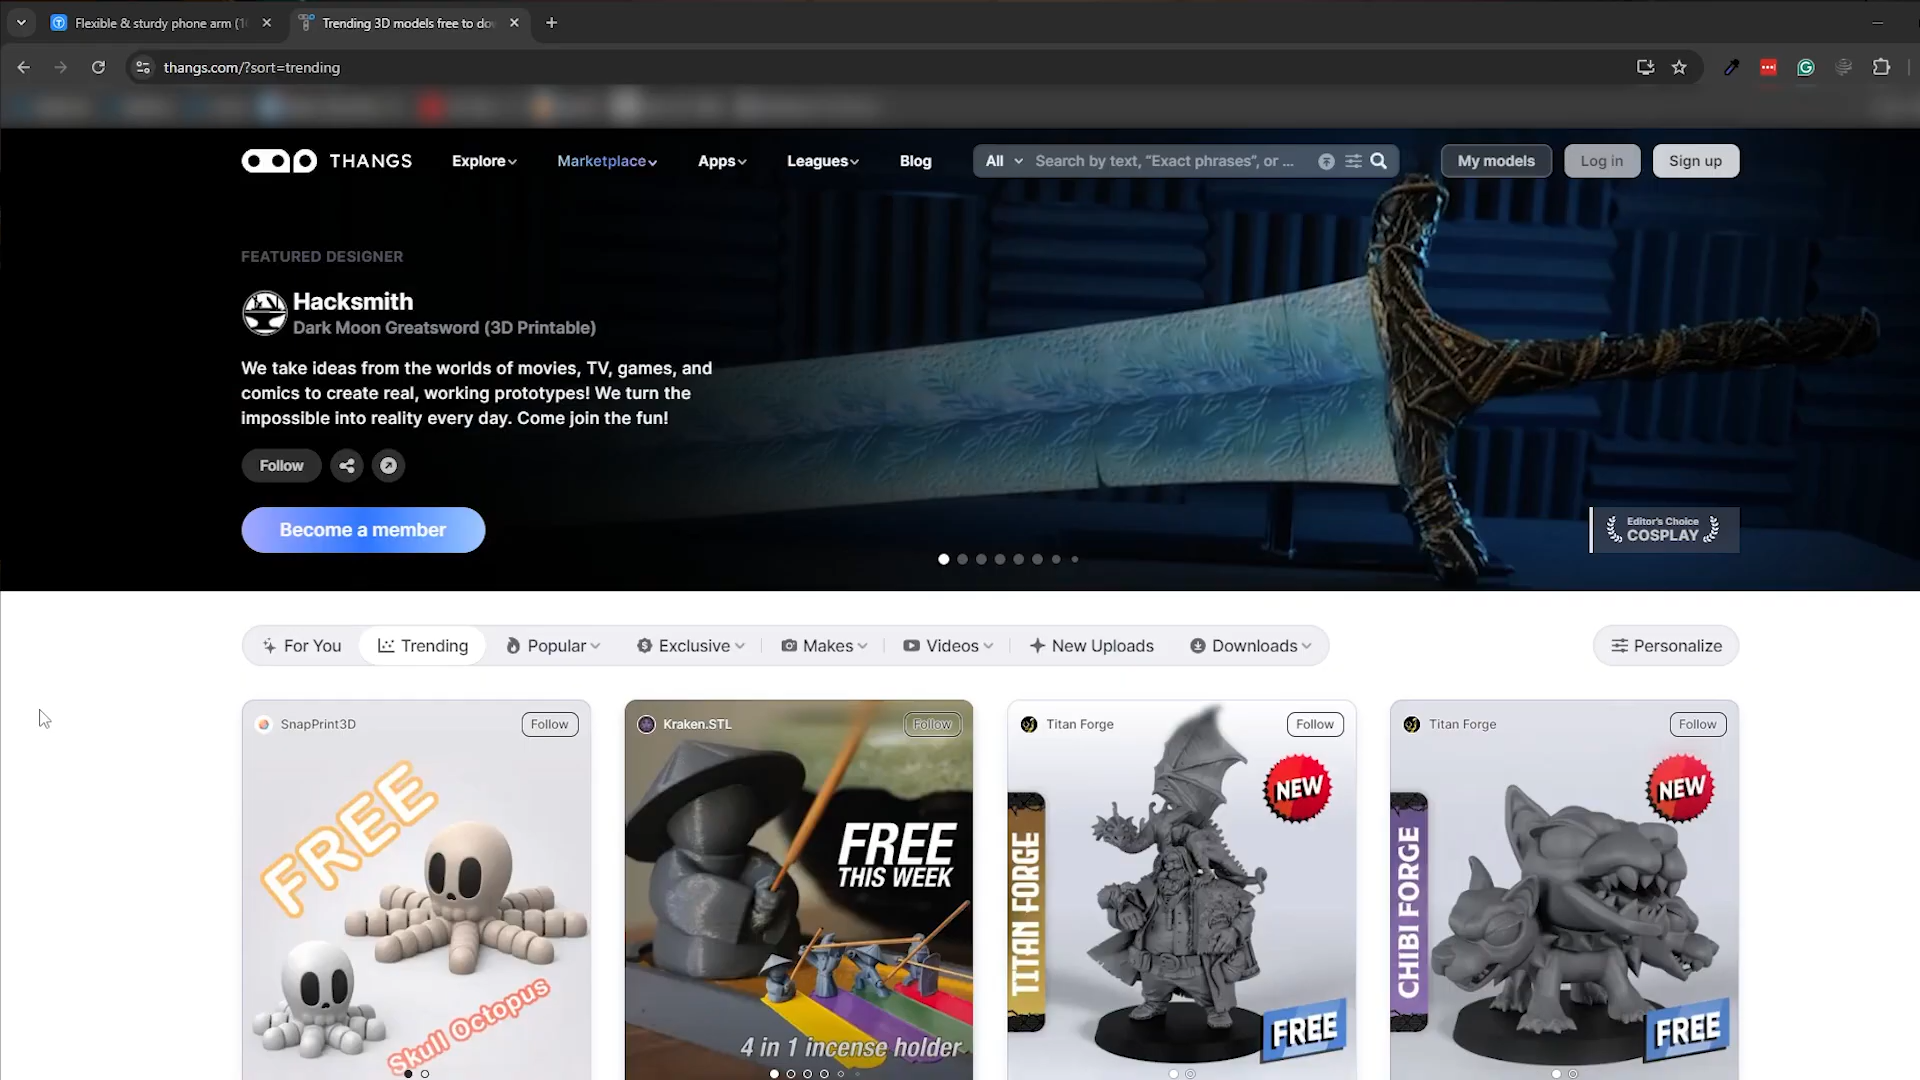 Flexible & sturdy phone arm (1
Trending 3D models free to do
thangs.com/?sort=trending
THANGS
Explore
Marketplace
Apps
Leagues
Blog
All
Search by text, “Exact phrases”, or ...
My models
Log in
Sign up
FEATURED DESIGNER
Hacksmith
Dark Moon Greatsword (3D Printable)
We take ideas from the worlds of movies, TV, games, and
comics to create real, working prototypes! We turn the
impossible into reality every day. Come join the fun!
Follow
Become a member
Editor's Choice
COSPLAY
For You
Trending
Popular
Exclusive
Makes
Videos
New Uploads
Downloads
Personalize
SnapPrint3D
Follow
FREE
Skull Octopus
Kraken.STL
Follow
FREE
THIS WEEK
4 in 1 incense holder
Titan Forge
Follow
NEW
TITAN FORGE
FREE
Titan Forge
Follow
NEW
CHIBI FORGE
FREE